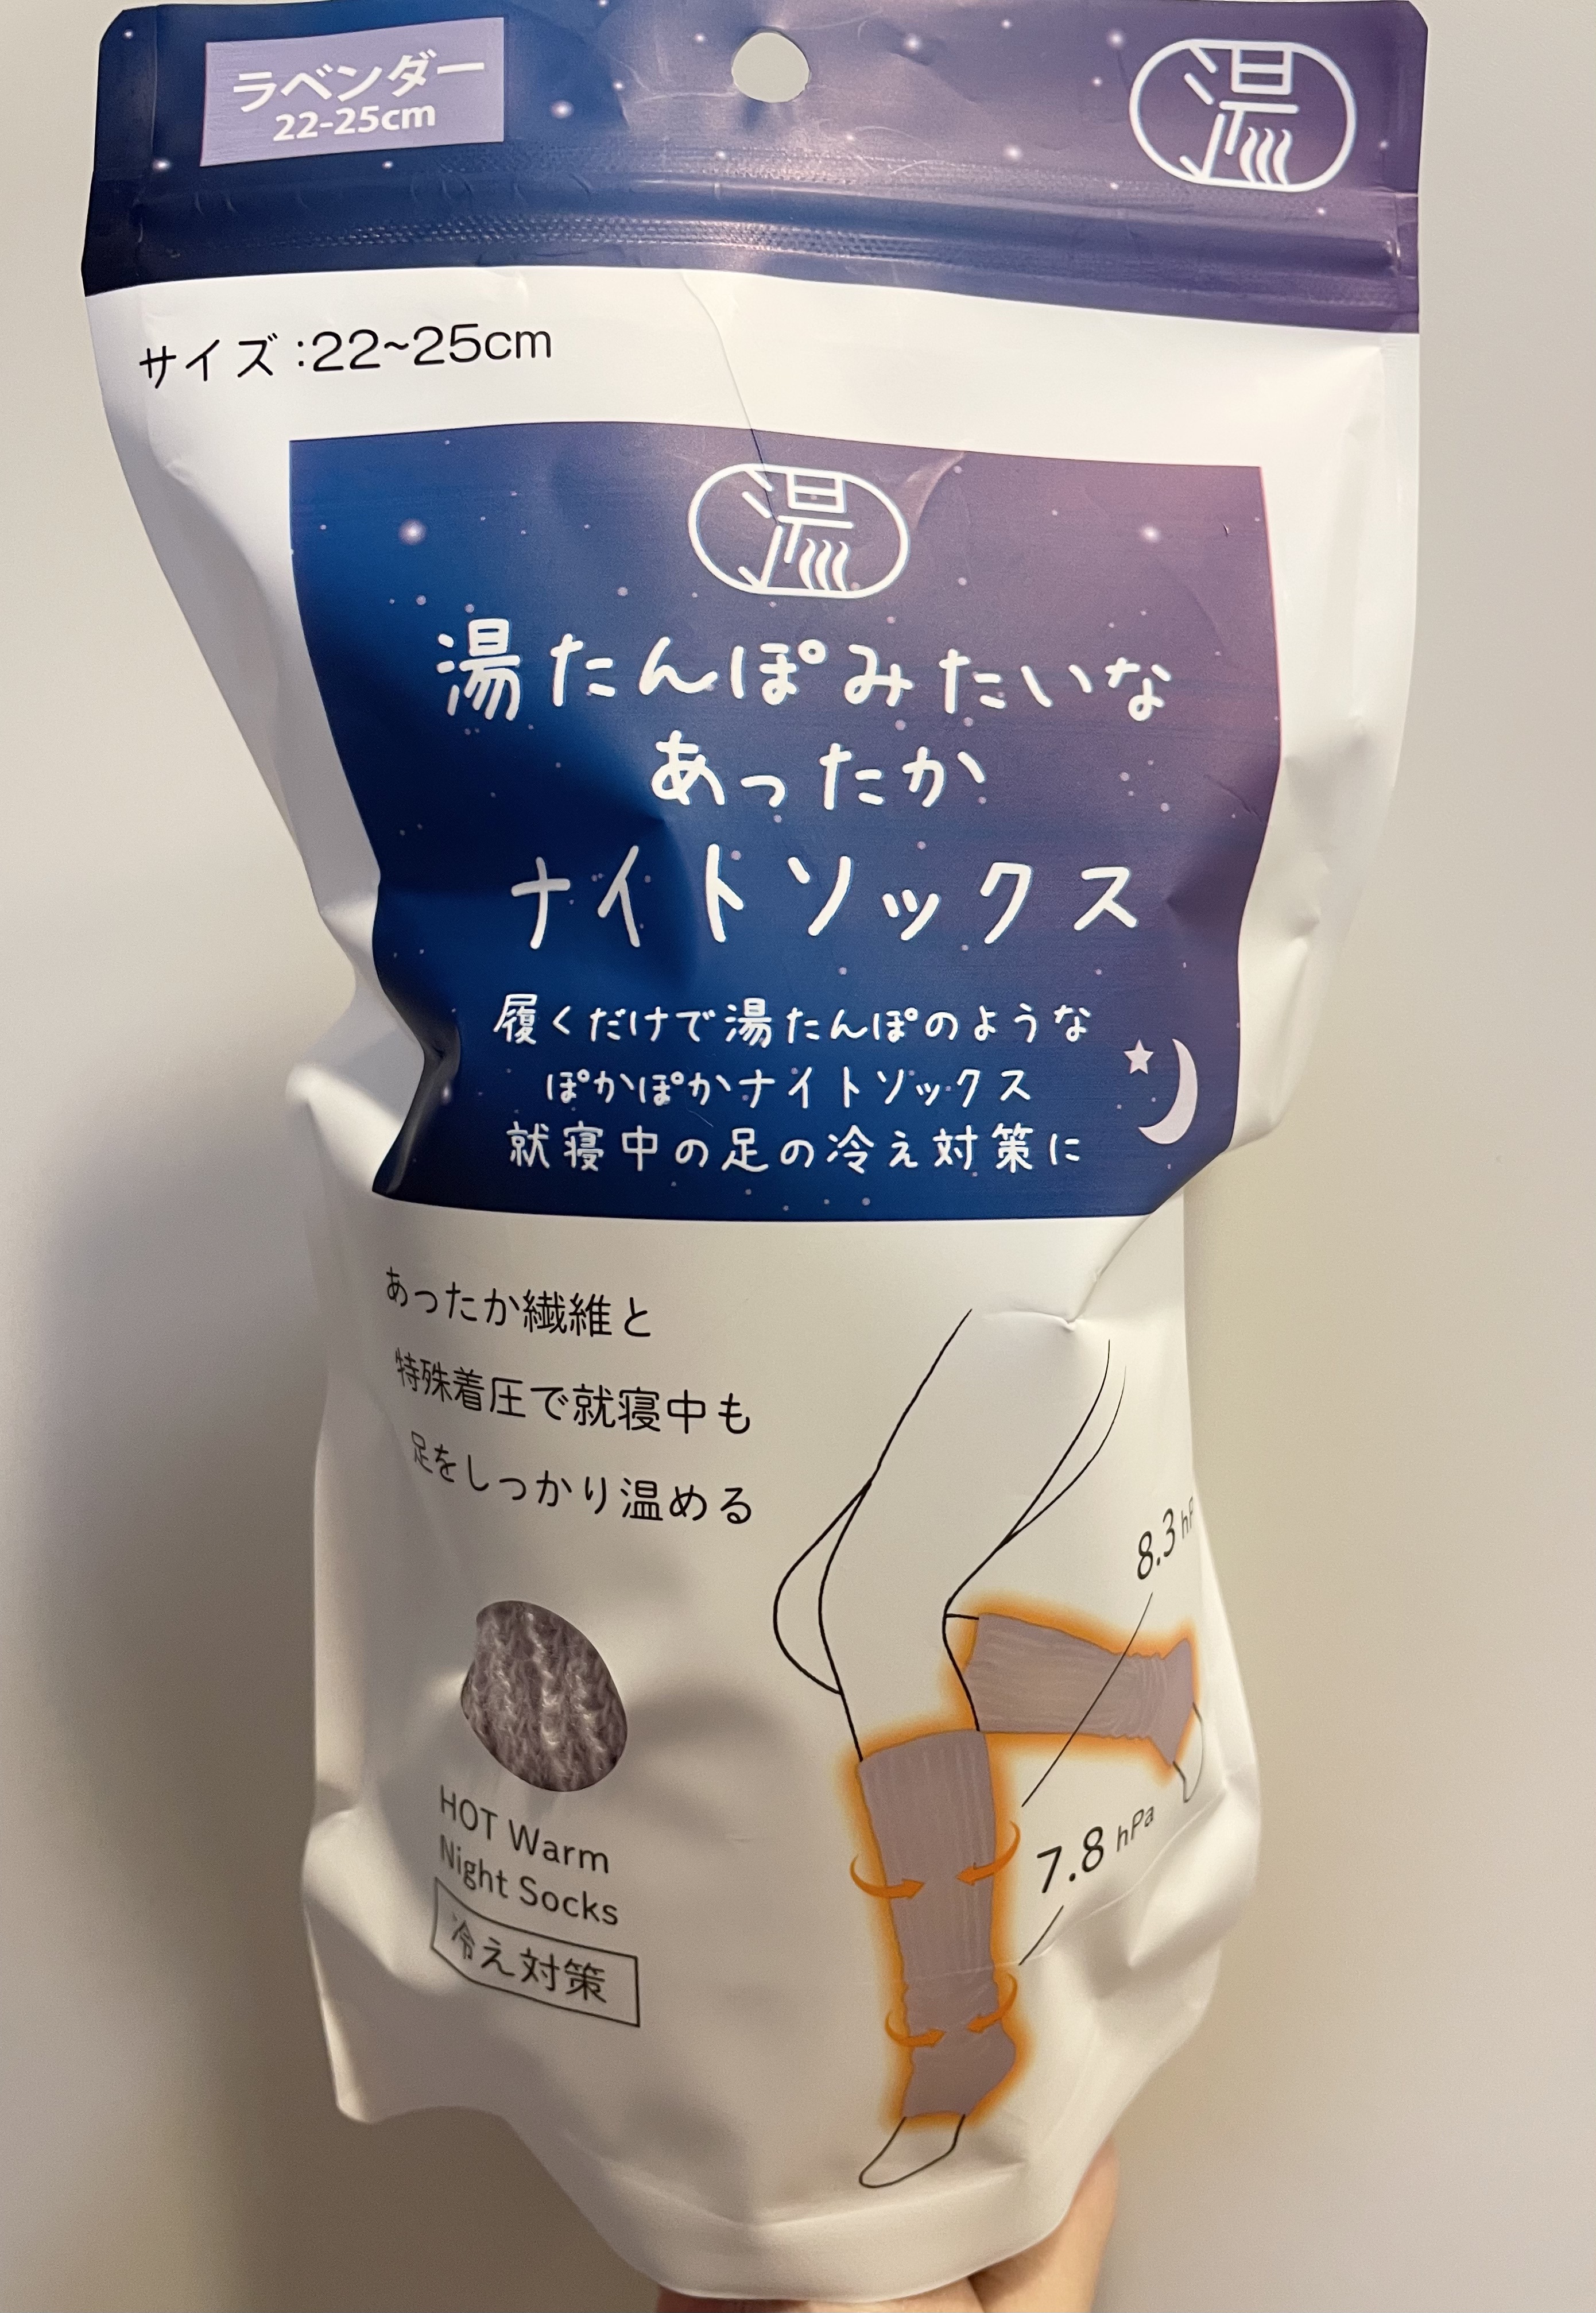 ラベンダー
22-25cm
湯
サイズ :22~25cm
湯
湯たんぽみたいな
あったか
ナイトソックス
履くだけで湯たんぽのような
ぽかぽかナイトソックス
就寝中の足の冷え対策に
あったか繊維と
特殊着圧で就寝中も
足をしっかり温める
8.3
7.8 hPa
HOT Warm
Night Socks
冷え対策